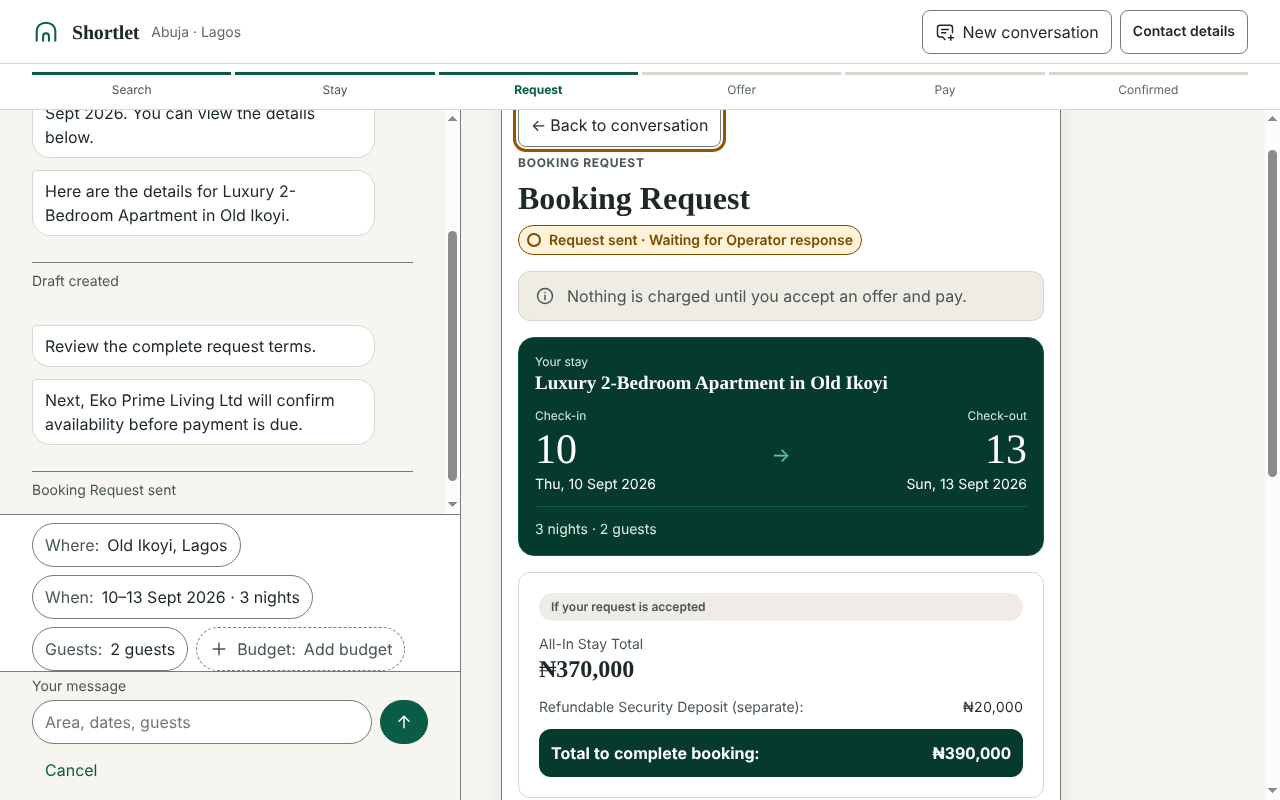 Shortlet
Abuja · Lagos
New conversation
Contact details
Search
Stay
Request
Offer
Pay
Confirmed
Sept 2026. You can view the details
below.
Here are the details for Luxury 2-
Bedroom Apartment in Old Ikoyi.
Draft created
Review the complete request terms.
Next, Eko Prime Living Ltd will confirm
availability before payment is due.
Booking Request sent
Where: Old Ikoyi, Lagos
When: 10–13 Sept 2026 · 3 nights
Guests: 2 guests
Budget: Add budget
Your message
Area, dates, guests
Cancel
← Back to conversation
BOOKING REQUEST
Booking Request
Request sent · Waiting for Operator response
Nothing is charged until you accept an offer and pay.
Your stay
Luxury 2-Bedroom Apartment in Old Ikoyi
Check-in
Check-out
10
→
13
Thu, 10 Sept 2026
Sun, 13 Sept 2026
3 nights · 2 guests
If your request is accepted
All-In Stay Total
₦370,000
Refundable Security Deposit (separate):
₦20,000
Total to complete booking:
₦390,000